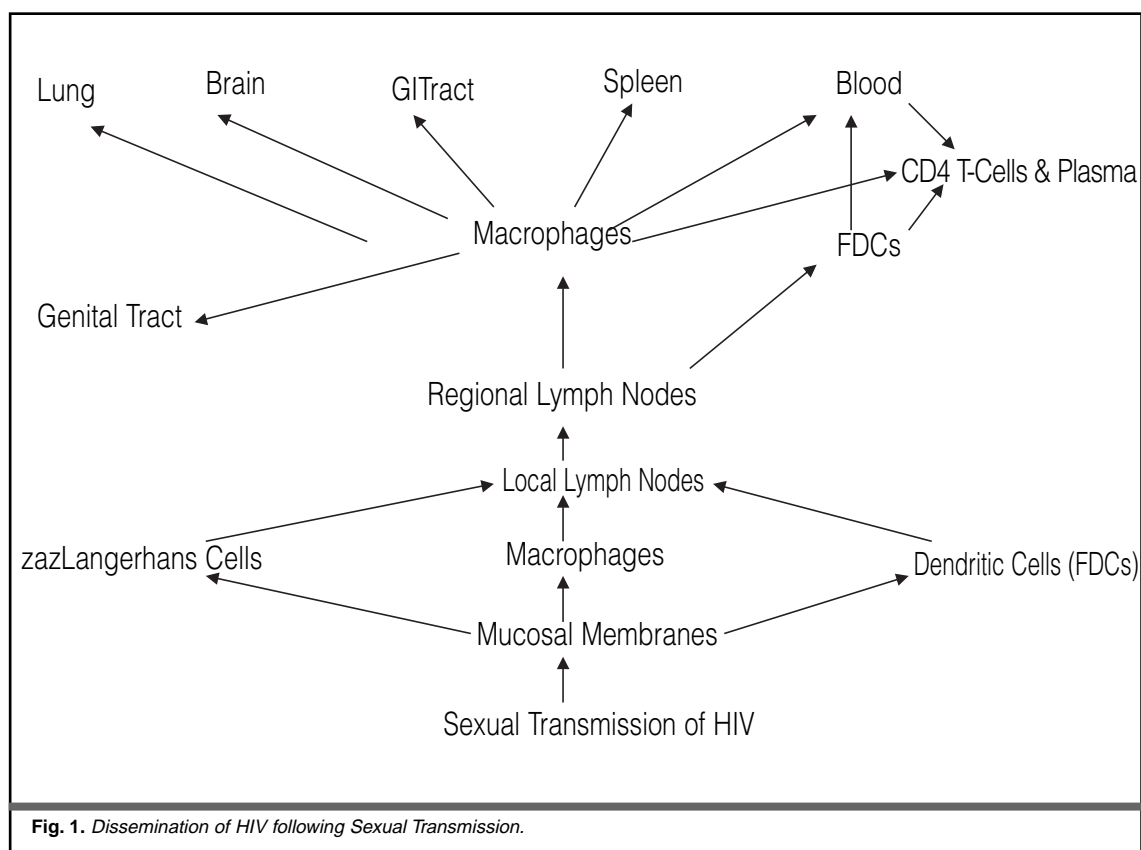 Lung
Brain
GITract
Spleen
Blood
CD4 T-Cells & Plasma
Macrophages
FDCs
Genital Tract
Regional Lymph Nodes
Local Lymph Nodes
zazLangerhans Cells
Macrophages
Dendritic Cells (FDCs)
Mucosal Membranes
Sexual Transmission of HIV
Fig. 1. Dissemination of HIV following Sexual Transmission.